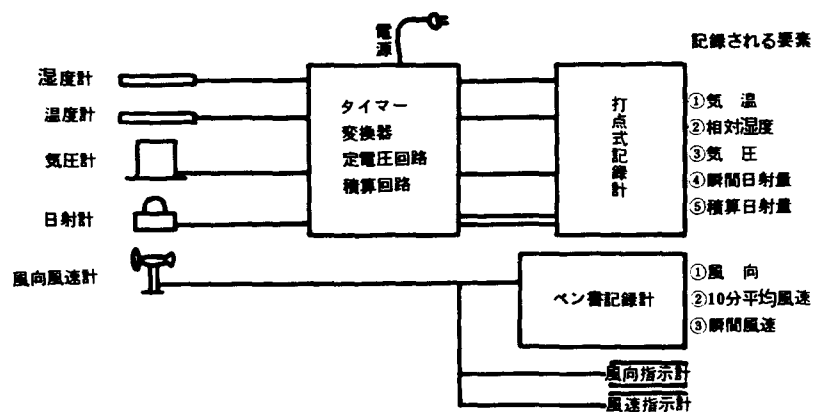 電源
記録される要素
湿度計
温度計
気圧計
日射計
風向風速計
タイマー
変換器
定電圧回路
積算回路
打点式記録計
①気 温
②相対湿度
③気 圧
④瞬間日射量
⑤積算日射量
ペン書記録計
①風 向
②10分平均風速
③瞬間風速
風向指示計
風速指示計